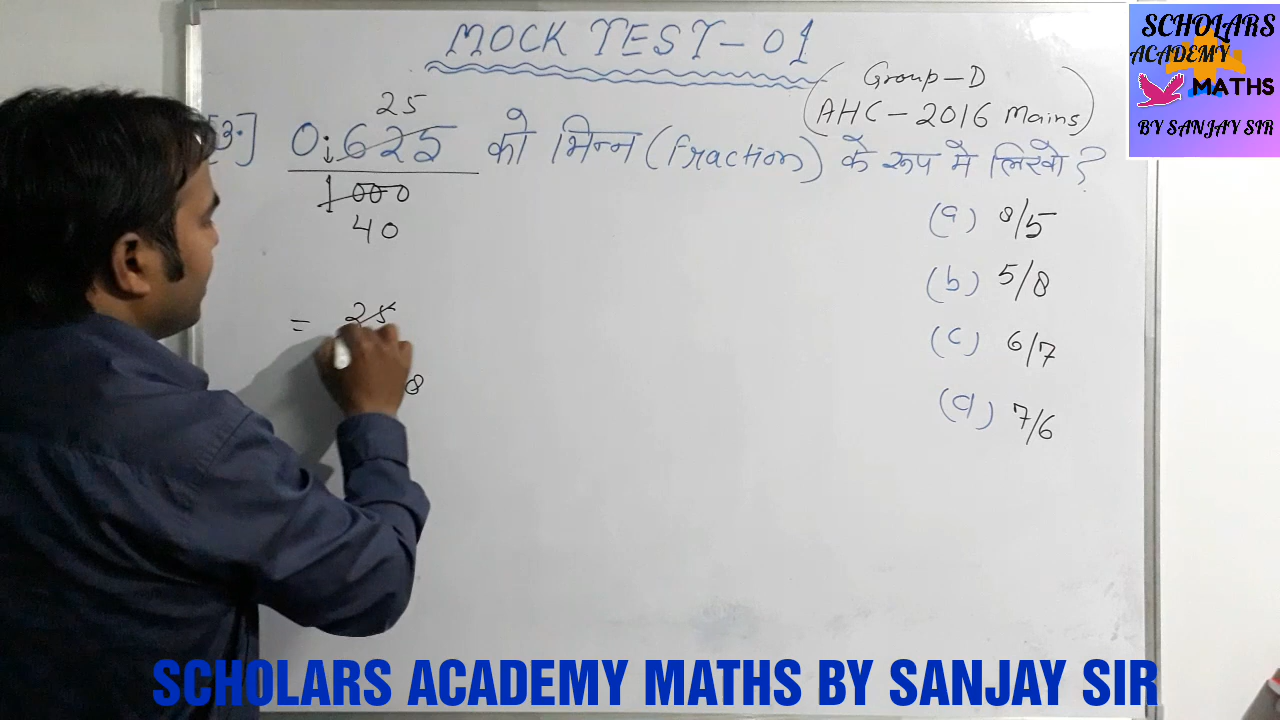 MOCK TEST-01
(Group-D
AHC-2016 Mains)
[3.] 0.625 को भिन्न (fraction) के रूप में लिखो?
25
1000
40
= 25
8
(a) 8/5
(b) 5/8
(c) 6/7
(d) 7/6
SCHOLARS
ACADEMY
MATHS
BY SANJAY SIR
SCHOLARS ACADEMY MATHS BY SANJAY SIR